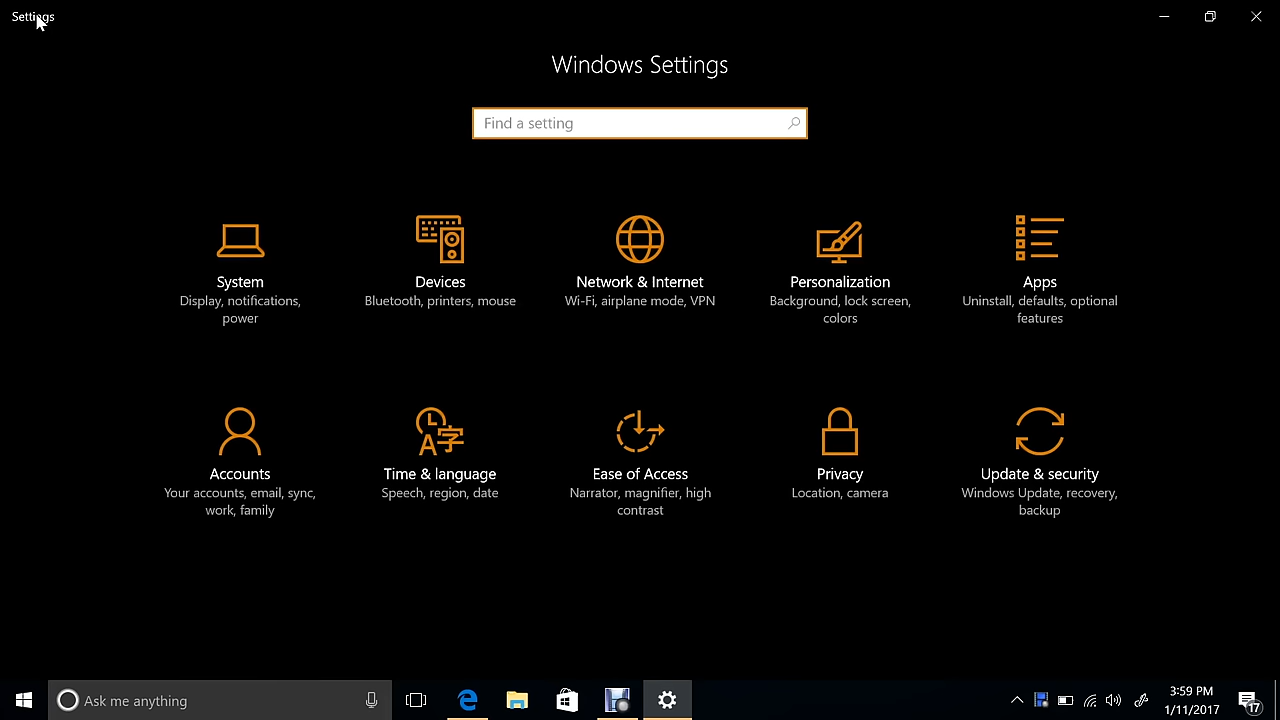 Settings
Windows Settings
Find a setting
System
Display, notifications,
power
Devices
Bluetooth, printers, mouse
Network & Internet
Wi-Fi, airplane mode, VPN
Personalization
Background, lock screen,
colors
Apps
Uninstall, defaults, optional
features
Accounts
Your accounts, email, sync,
work, family
Time & language
Speech, region, date
Ease of Access
Narrator, magnifier, high
contrast
Privacy
Location, camera
Update & security
Windows Update, recovery,
backup
Ask me anything
3:59 PM
1/11/2017
17